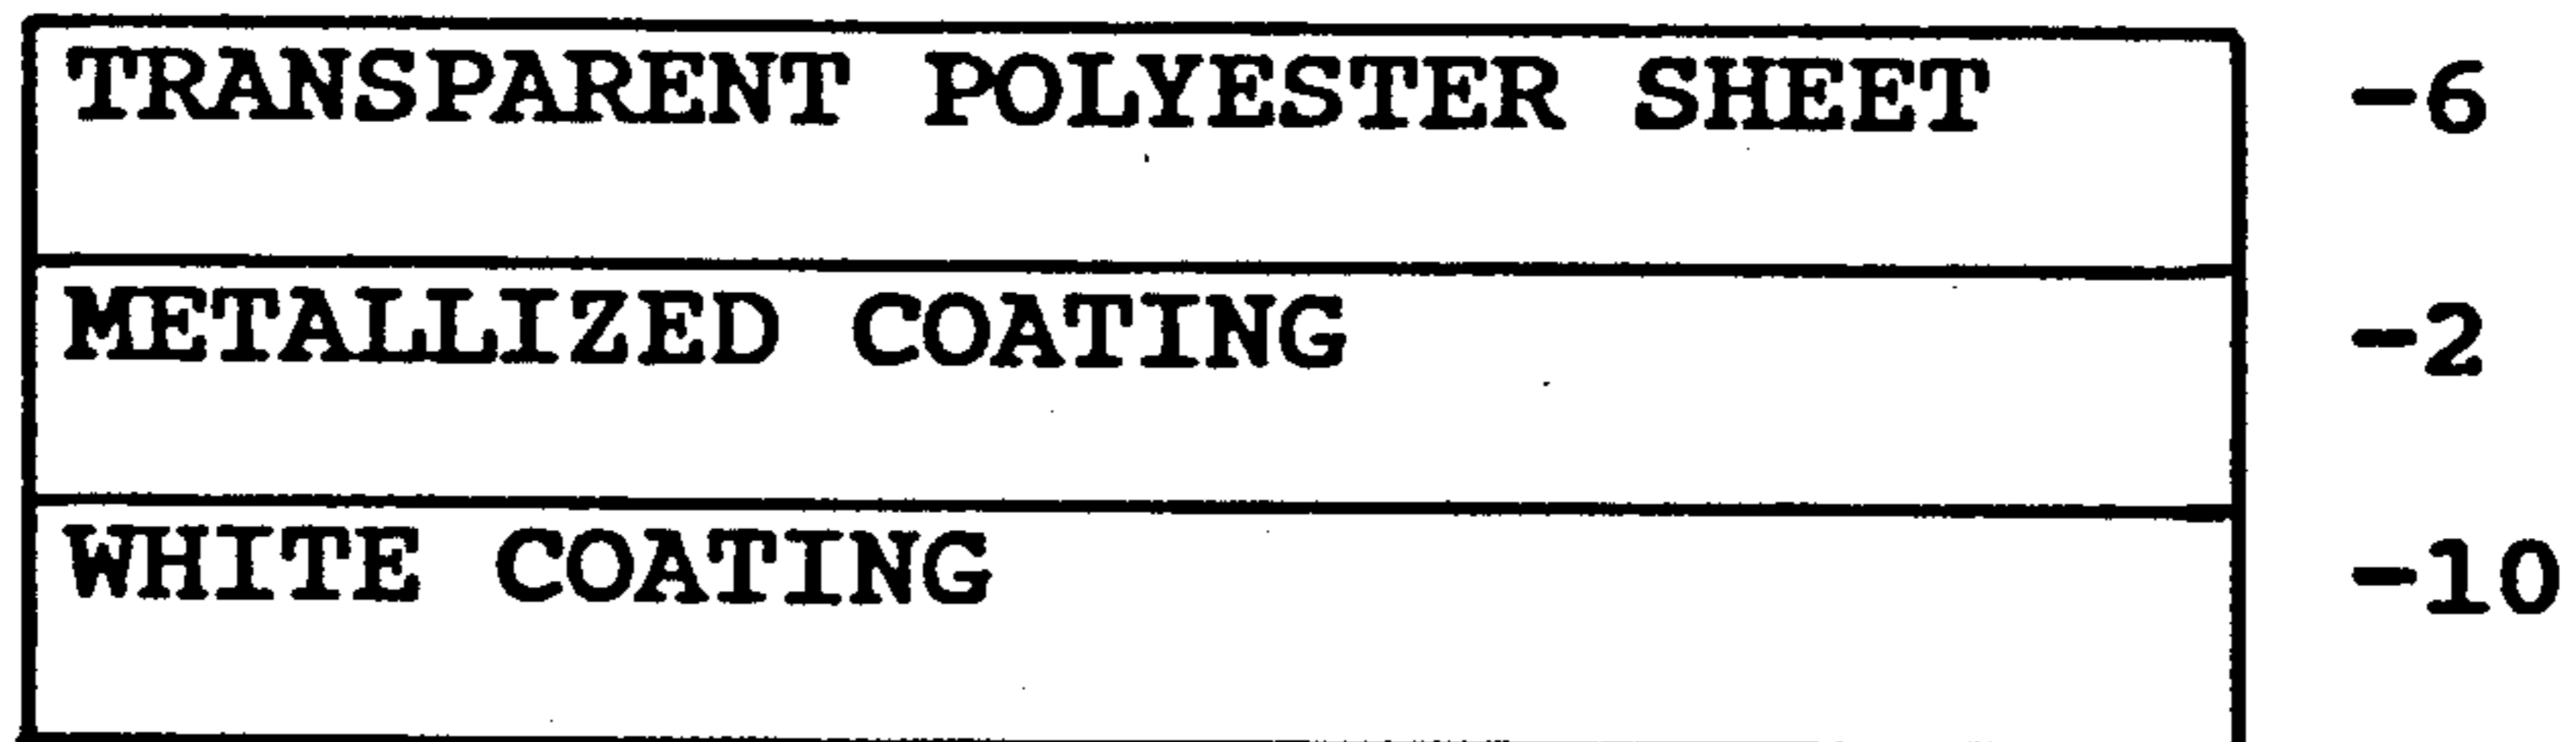 TRANSPARENT POLYESTER SHEET -6
METALLIZED COATING -2
WHITE COATING -10